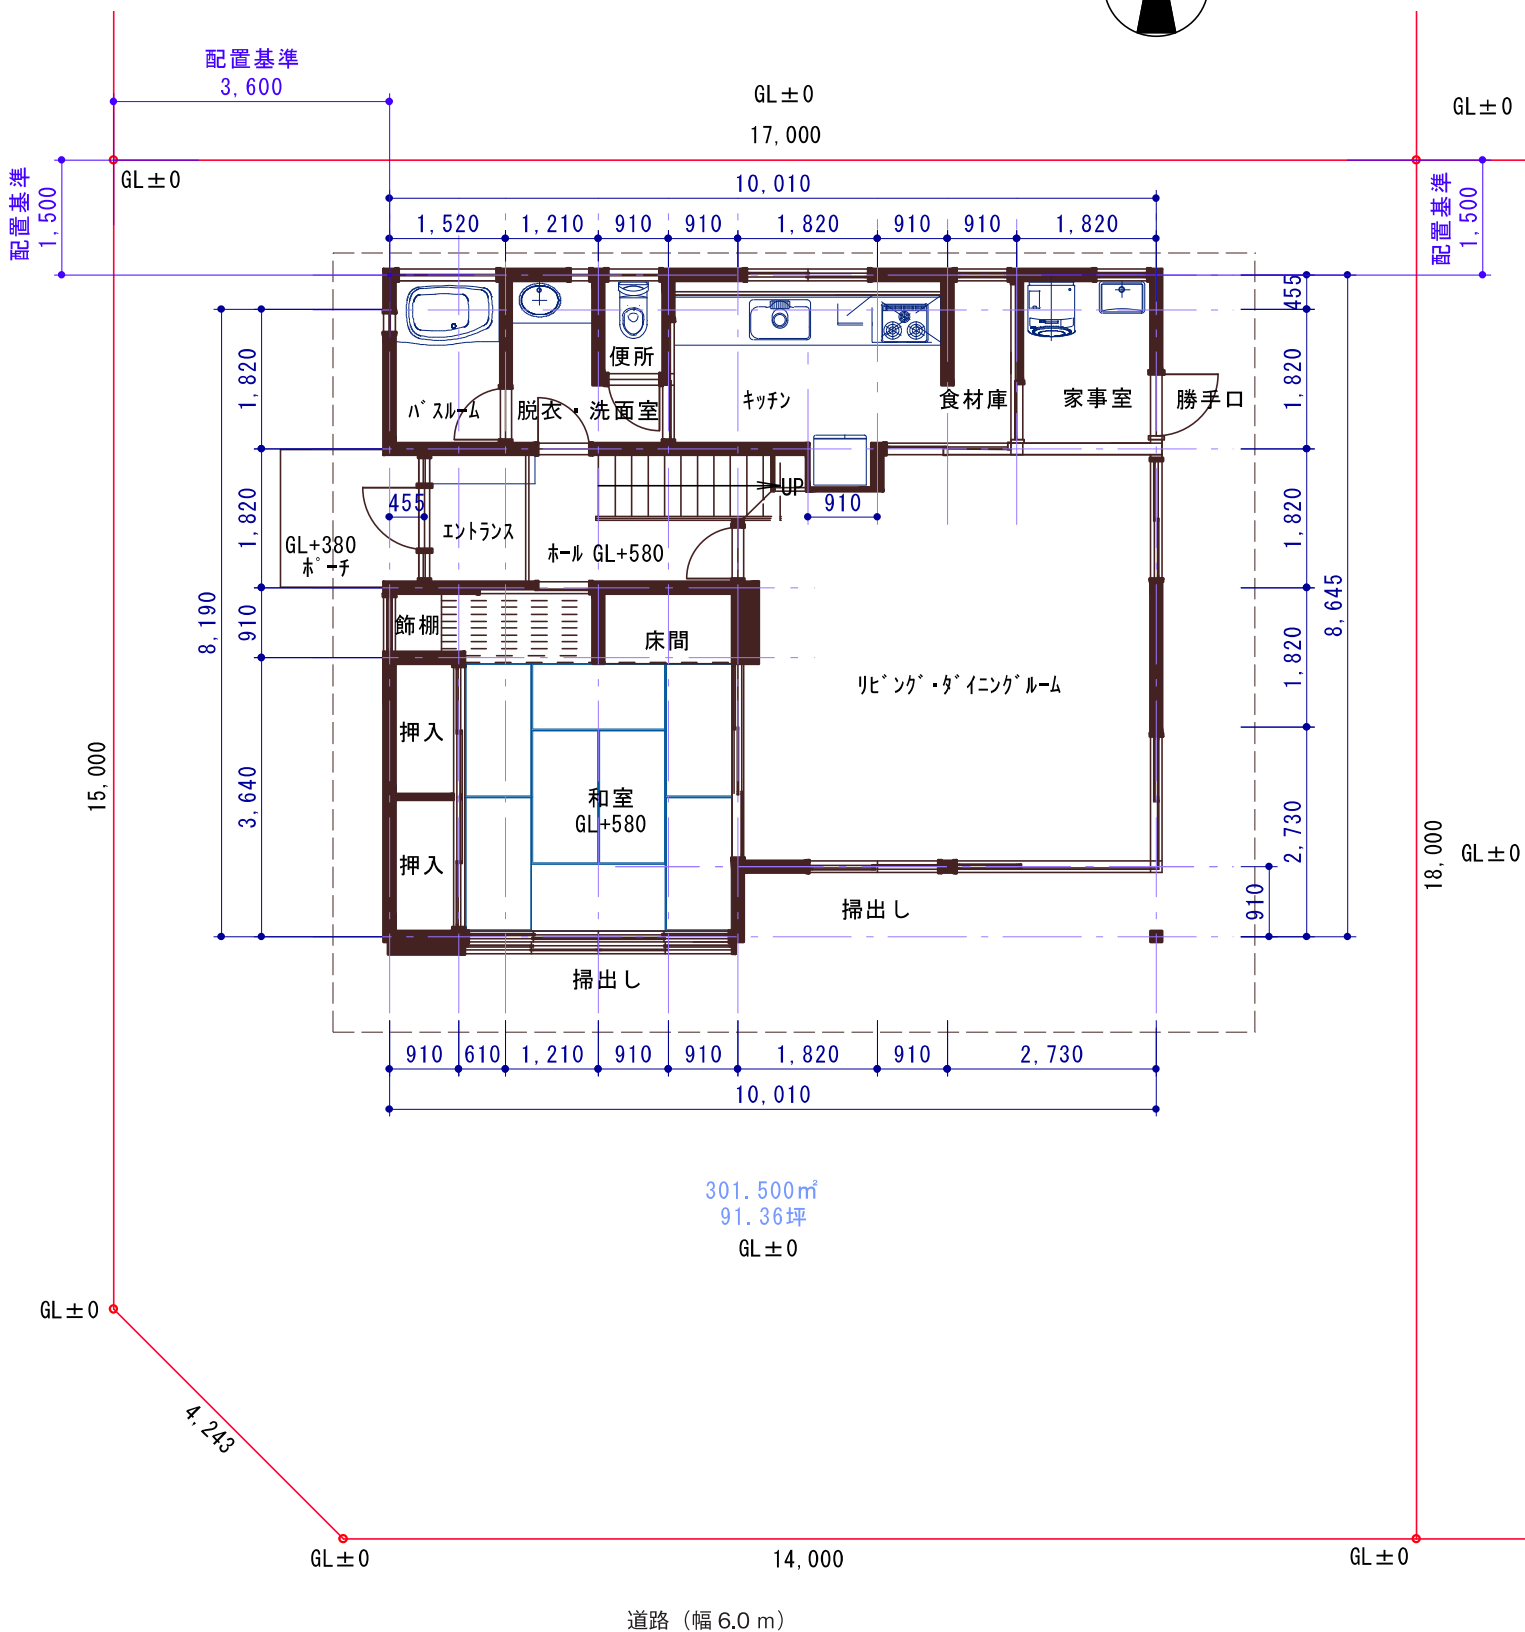 配置基準
3,600
GL±0
17,000
GL±0
GL±0
配置基準
1,500
配置基準
1,500
10,010
1,520
1,210
910
910
1,820
910
910
1,820
455
1,820
1,820
1,820
2,730
910
8,645
1,820
1,820
910
3,640
8,190
便所
バスルーム
脱衣・洗面室
キッチン
食材庫
家事室
勝手口
UP
455
910
エントランス
ホール GL+580
GL+380
ポーチ
飾棚
床間
リビング・ダイニングルーム
押入
和室
GL+580
押入
掃出し
掃出し
15,000
18,000
GL±0
910
610
1,210
910
910
1,820
910
2,730
10,010
301.500㎡
91.36坪
GL±0
GL±0
4,243
GL±0
14,000
GL±0
道路（幅 6.0 m）